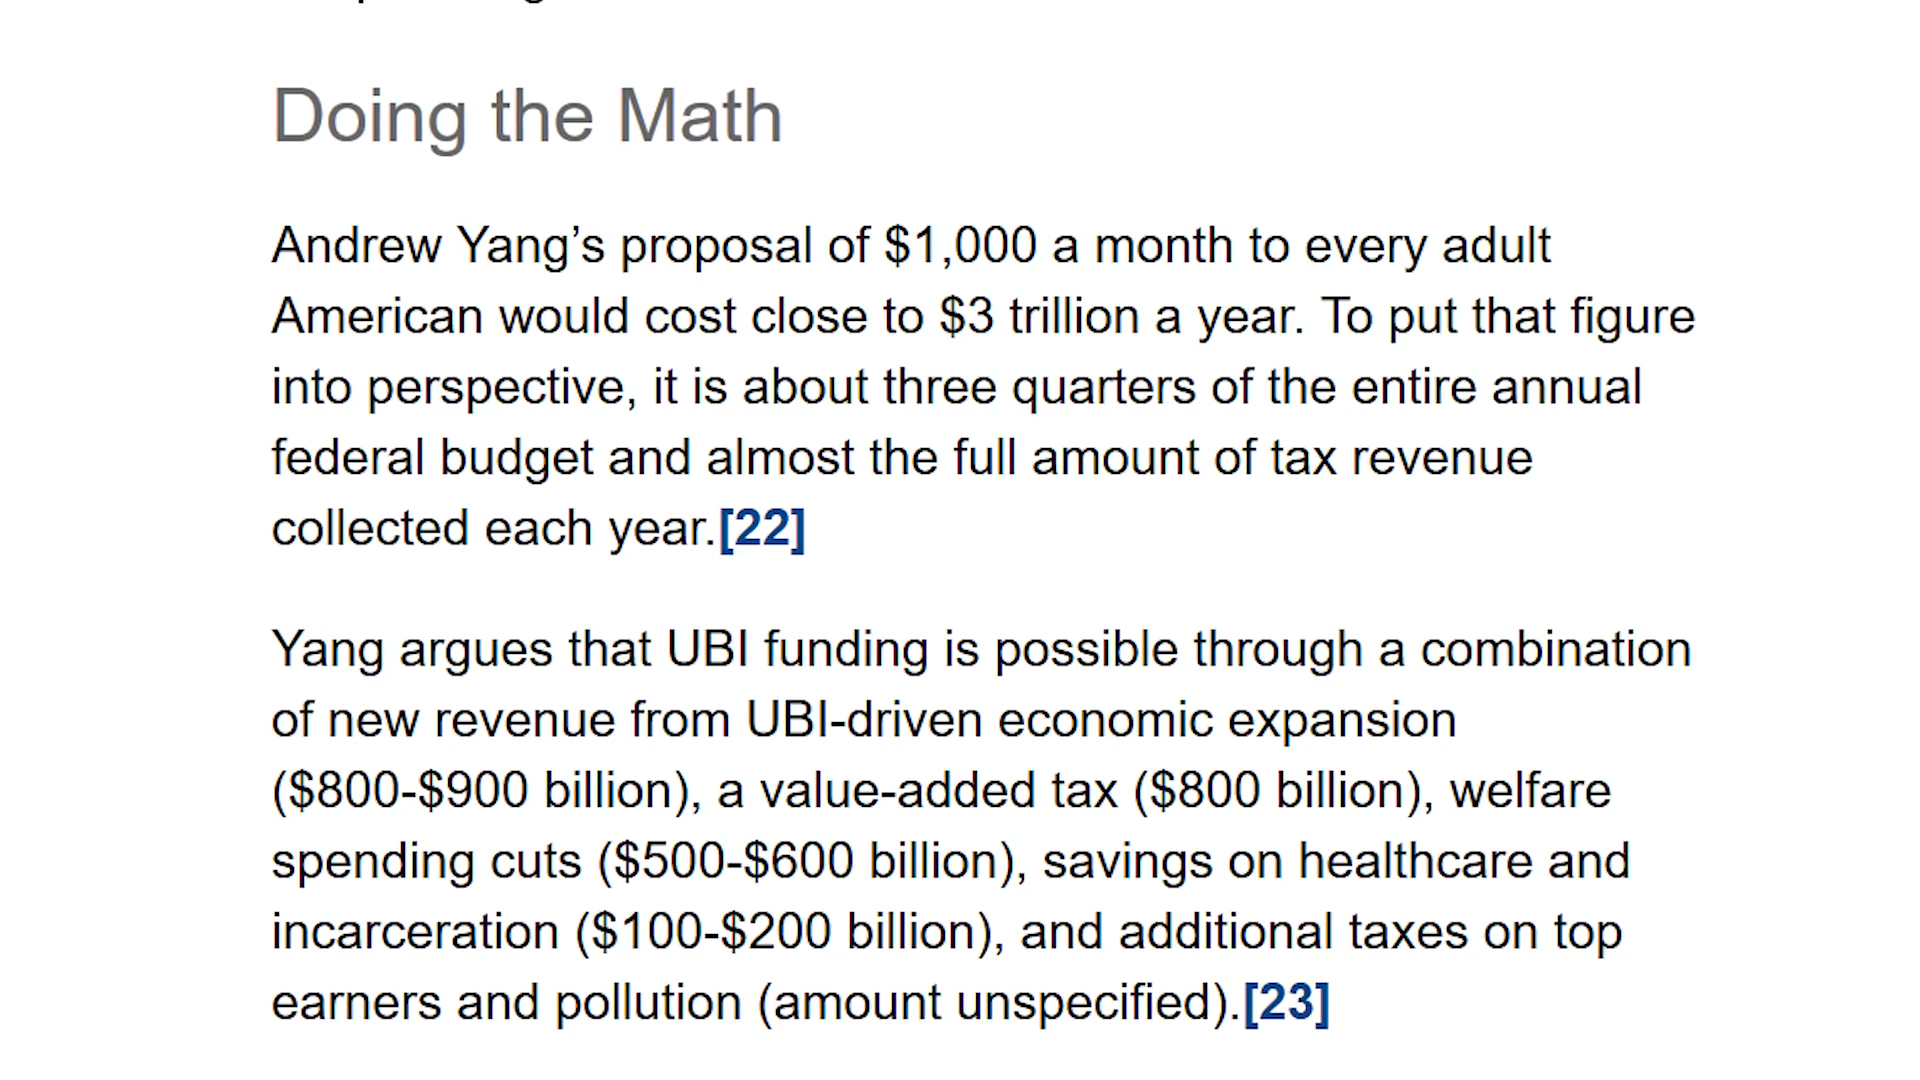 Doing the Math
Andrew Yang’s proposal of $1,000 a month to every adult
American would cost close to $3 trillion a year. To put that figure
into perspective, it is about three quarters of the entire annual
federal budget and almost the full amount of tax revenue
collected each year.[22]
Yang argues that UBI funding is possible through a combination
of new revenue from UBI-driven economic expansion
($800-$900 billion), a value-added tax ($800 billion), welfare
spending cuts ($500-$600 billion), savings on healthcare and
incarceration ($100-$200 billion), and additional taxes on top
earners and pollution (amount unspecified).[23]